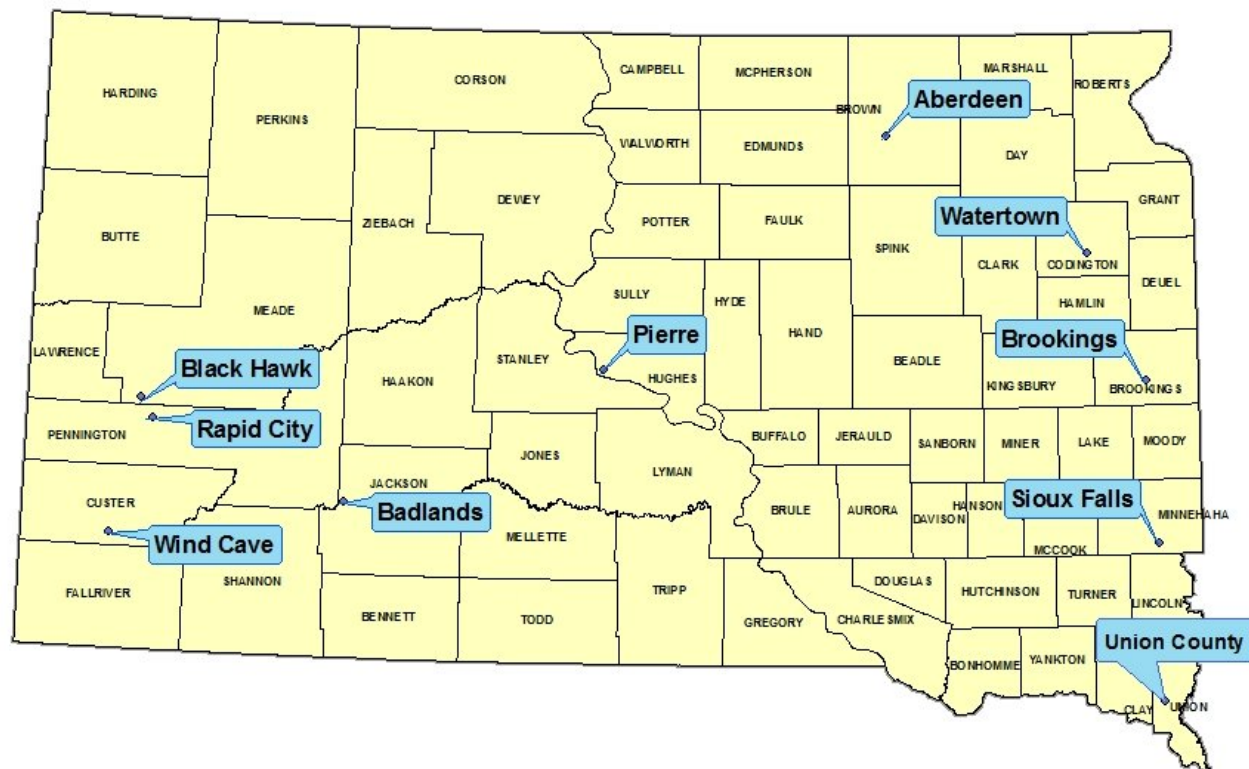 HARDING
PERKINS
CORSON
CAMPBELL
MCPHERSON
BROWN
MARSHALL
ROBERTS
Aberdeen
WALWORTH
EDMUNDS
DAY
BUTTE
ZIEBACH
DEWEY
POTTER
FAULK
SPINK
Watertown
GRANT
CLARK
CODINGTON
DEUEL
MEADE
SULLY
HYDE
HAND
HAMLIN
LAWRENCE
Black Hawk
HAAKON
STANLEY
Pierre
HUGHES
BEADLE
Brookings
KINGSBURY
BROOKINGS
PENNINGTON
Rapid City
BUFFALO
JERAULD
SANBORN
MINER
LAKE
MOODY
CUSTER
JACKSON
JONES
LYMAN
Badlands
Wind Cave
MELLETTE
BRULE
AURORA
DAVISON
HANSON
Sioux Falls
MINNEHAHA
MCCOOK
FALLRIVER
SHANNON
BENNETT
TODD
TRIPP
GREGORY
DOUGLAS
CHARLESMIX
HUTCHINSON
TURNER
LINCOLN
BONHOMME
YANKTON
Union County
CLAY
UNION